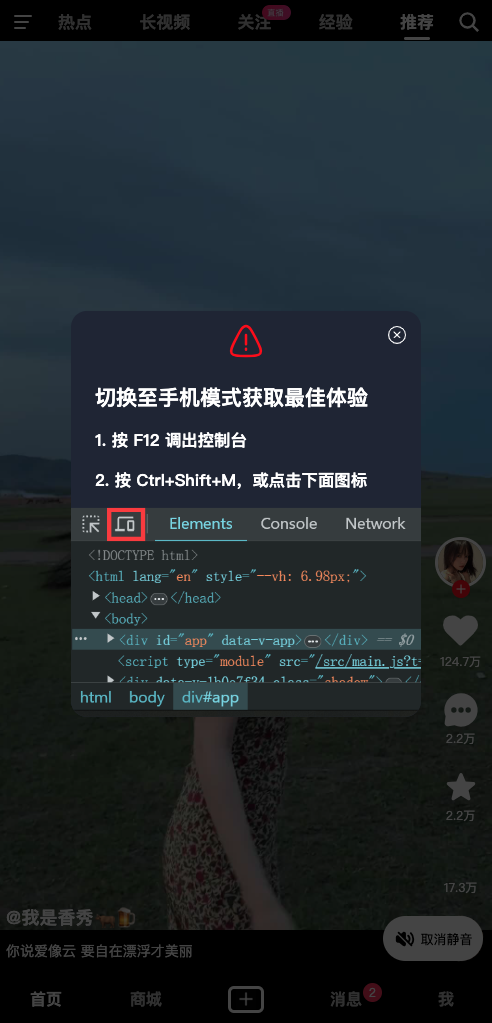 热点 长视频 关注 直播 经验 推荐
切换至手机模式获取最佳体验
1. 按 F12 调出控制台
2. 按 Ctrl+Shift+M，或点击下面图标
Elements Console Network
<!DOCTYPE html>
<html lang="en" style="--vh: 6.98px;">
<head> ... </head>
<body>
... <div id="app" data-v-app> ... </div> == $0
<script type="module" src="/src/main.js?t=
html body div#app
124.7万
2.2万
2.2万
17.3万
@我是香秀
你说爱像云 要自在漂浮才美丽
取消静音
首页 商城 消息 2 我